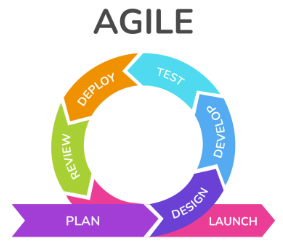 AGILE
PLAN
DESIGN
DEVELOP
TEST
DEPLOY
REVIEW
LAUNCH